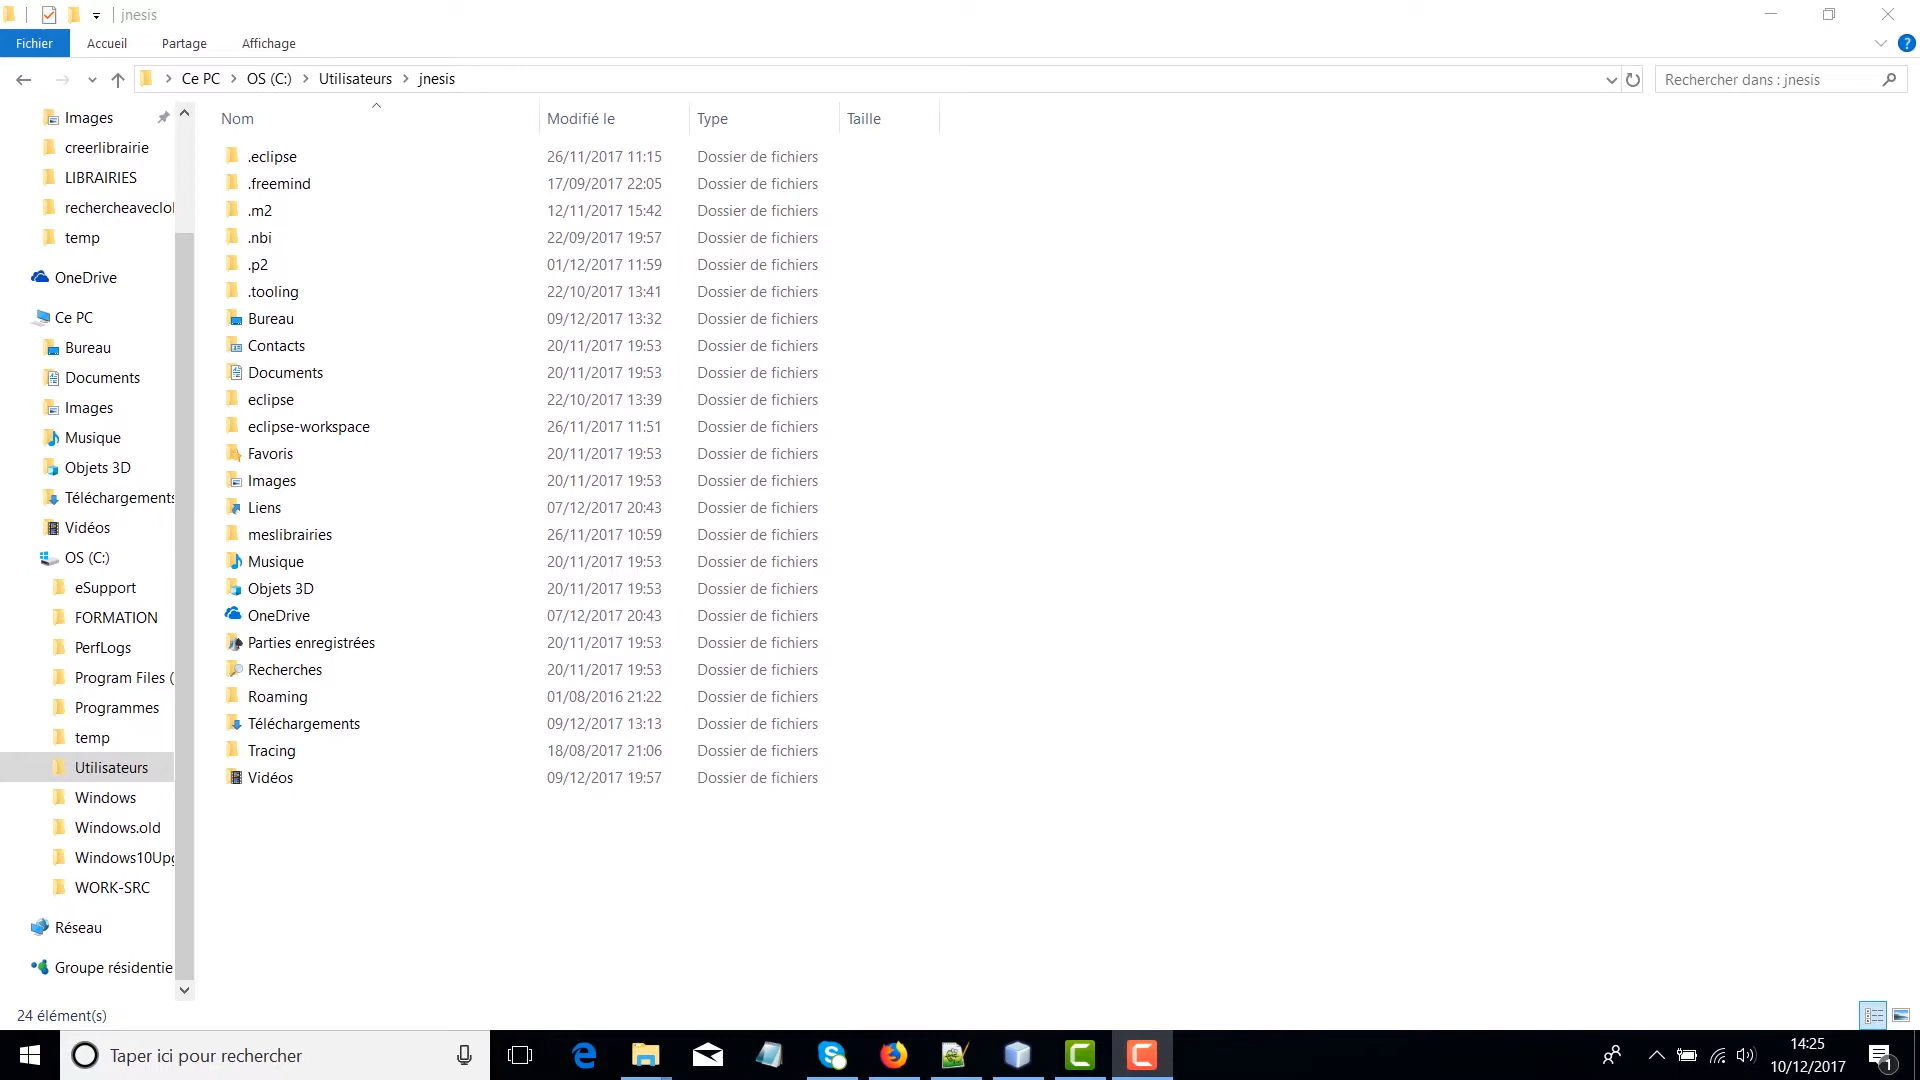 jnesis
Fichier Accueil Partage Affichage
Ce PC OS (C:) Utilisateurs jnesis Rechercher dans : jnesis
Images
creerlibrairie
LIBRAIRIES
rechercheaveclol
temp
OneDrive
Ce PC
Bureau
Documents
Images
Musique
Objets 3D
Téléchargements
Vidéos
OS (C:)
eSupport
FORMATION
PerfLogs
Program Files (
Programmes
temp
Utilisateurs
Windows
Windows.old
Windows10Upg
WORK-SRC
Réseau
Groupe résidentie
Nom Modifié le Type Taille
.eclipse 26/11/2017 11:15 Dossier de fichiers
.freemind 17/09/2017 22:05 Dossier de fichiers
.m2 12/11/2017 15:42 Dossier de fichiers
.nbi 22/09/2017 19:57 Dossier de fichiers
.p2 01/12/2017 11:59 Dossier de fichiers
.tooling 22/10/2017 13:41 Dossier de fichiers
Bureau 09/12/2017 13:32 Dossier de fichiers
Contacts 20/11/2017 19:53 Dossier de fichiers
Documents 20/11/2017 19:53 Dossier de fichiers
eclipse 22/10/2017 13:39 Dossier de fichiers
eclipse-workspace 26/11/2017 11:51 Dossier de fichiers
Favoris 20/11/2017 19:53 Dossier de fichiers
Images 20/11/2017 19:53 Dossier de fichiers
Liens 07/12/2017 20:43 Dossier de fichiers
meslibrairies 26/11/2017 10:59 Dossier de fichiers
Musique 20/11/2017 19:53 Dossier de fichiers
Objets 3D 20/11/2017 19:53 Dossier de fichiers
OneDrive 07/12/2017 20:43 Dossier de fichiers
Parties enregistrées 20/11/2017 19:53 Dossier de fichiers
Recherches 20/11/2017 19:53 Dossier de fichiers
Roaming 01/08/2016 21:22 Dossier de fichiers
Téléchargements 09/12/2017 13:13 Dossier de fichiers
Tracing 18/08/2017 21:06 Dossier de fichiers
Vidéos 09/12/2017 19:57 Dossier de fichiers
24 élément(s)
Taper ici pour rechercher
14:25
10/12/2017
1